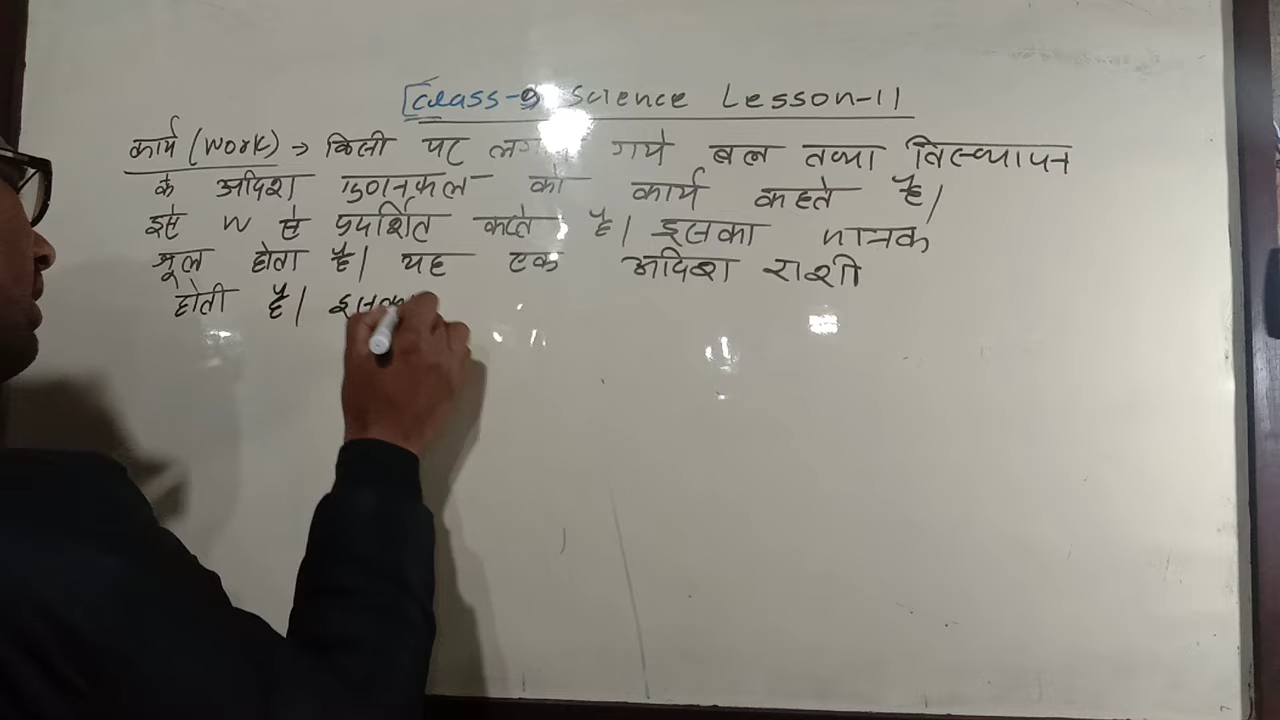 [Class-9 Science Lesson-11
कार्य (Work) → किसी पर गये बल तथा विस्थापन
के अदिश गुणनफल को कार्य कहते है।
इसे W से प्रदर्शित करते है। इसका मात्रक
जूल होता है। यह एक अदिश राशी
होती है।